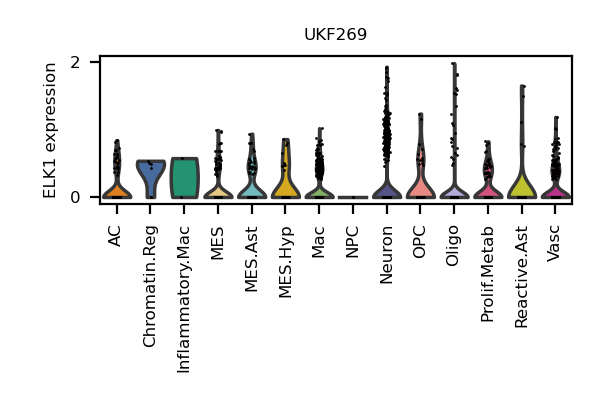 UKF269
ELK1 expression
2
0
AC
Chromatin.Reg
Inflammatory.Mac
MES
MES.Ast
MES.Hyp
Mac
NPC
Neuron
OPC
Oligo
Prolif.Metab
Reactive.Ast
Vasc